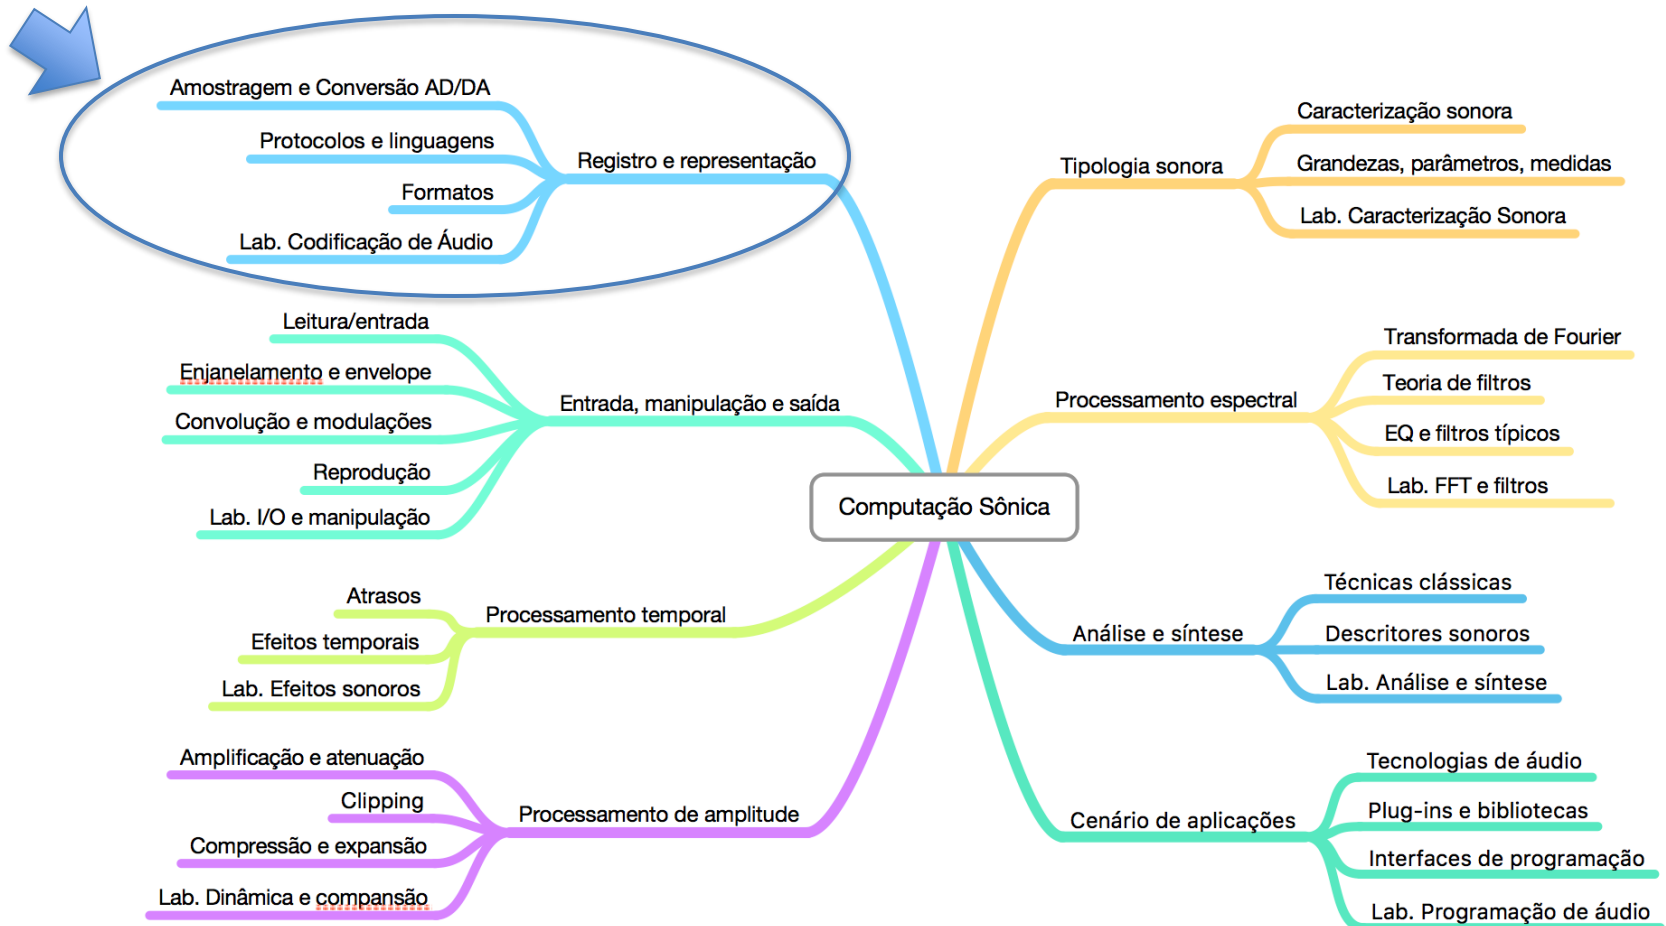 Amostragem e Conversão AD/DA
Protocolos e linguagens
Registro e representação
Formatos
Lab. Codificação de Áudio
Leitura/entrada
Enjanelamento e envelope
Entrada, manipulação e saída
Convolução e modulações
Reprodução
Lab. I/O e manipulação
Atrasos
Processamento temporal
Efeitos temporais
Lab. Efeitos sonoros
Amplificação e atenuação
Clipping
Processamento de amplitude
Compressão e expansão
Lab. Dinâmica e compansão
Computação Sônica
Caracterização sonora
Tipologia sonora
Grandezas, parâmetros, medidas
Lab. Caracterização Sonora
Transformada de Fourier
Teoria de filtros
Processamento espectral
EQ e filtros típicos
Lab. FFT e filtros
Técnicas clássicas
Análise e síntese
Descritores sonoros
Lab. Análise e síntese
Tecnologias de áudio
Plug-ins e bibliotecas
Cenário de aplicações
Interfaces de programação
Lab. Programação de áudio